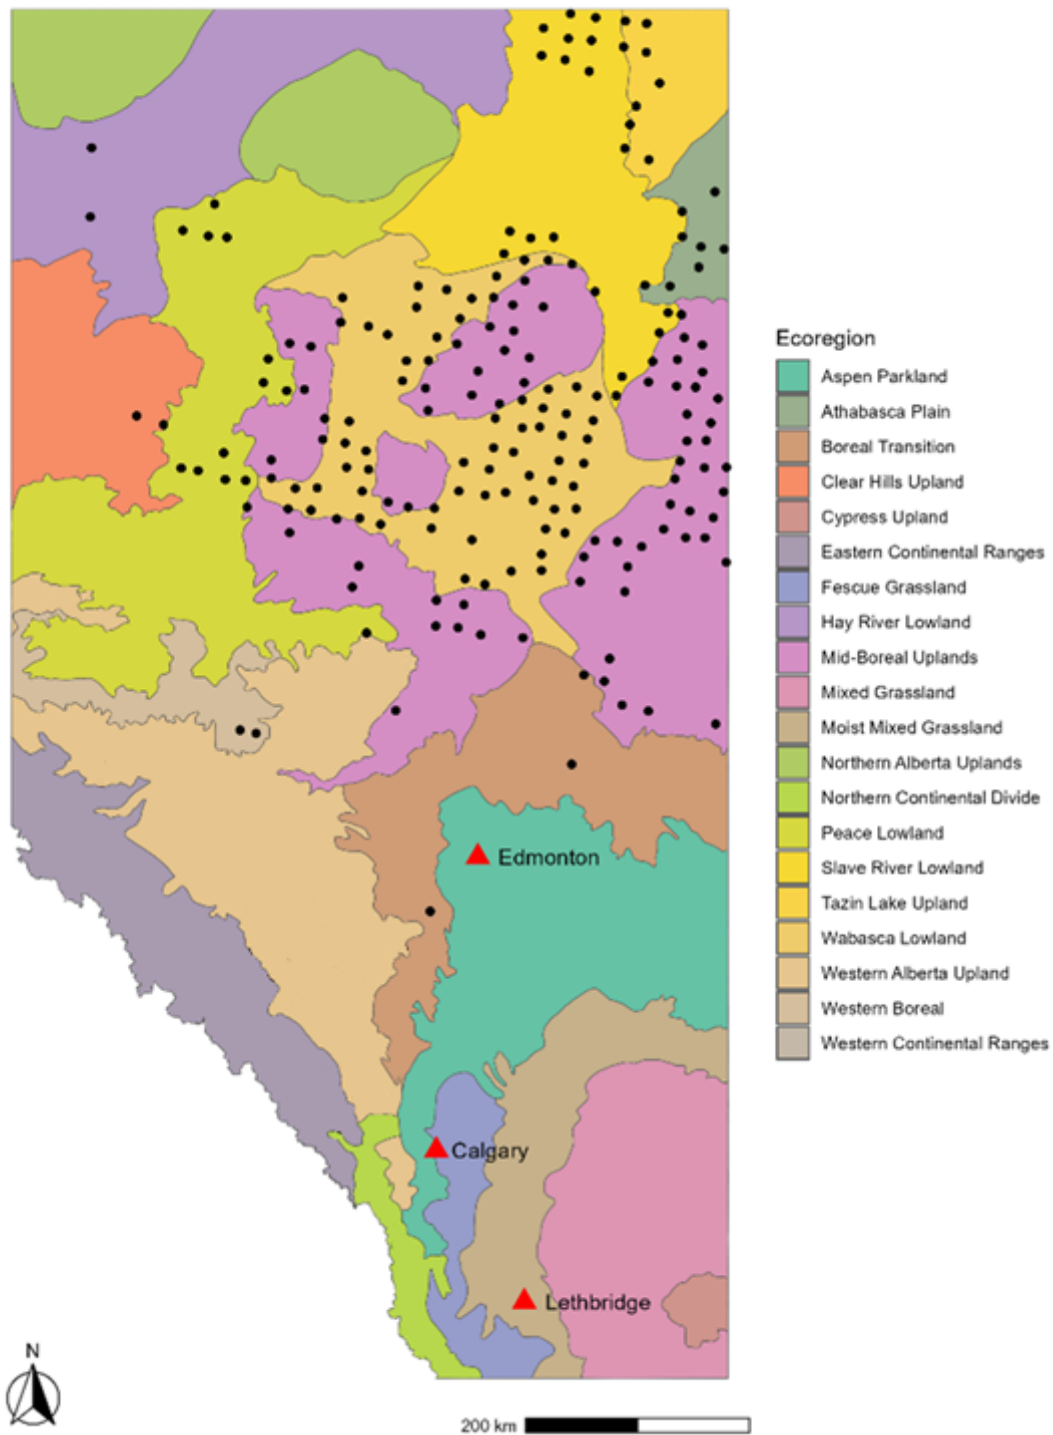 Ecoregion
Aspen Parkland
Athabasca Plain
Boreal Transition
Clear Hills Upland
Cypress Upland
Eastern Continental Ranges
Fescue Grassland
Hay River Lowland
Mid-Boreal Uplands
Mixed Grassland
Moist Mixed Grassland
Northern Alberta Uplands
Northern Continental Divide
Peace Lowland
Slave River Lowland
Tazin Lake Upland
Wabasca Lowland
Western Alberta Upland
Western Boreal
Western Continental Ranges
Edmonton
Calgary
Lethbridge
N
200 km